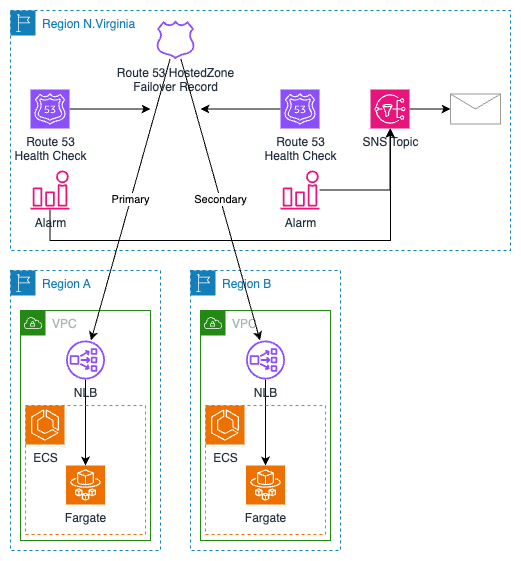 Region N.Virginia
Route 53 HostedZone
Failover Record
53
Route 53
Health Check
53
Route 53
Health Check
SNS Topic
Alarm
Alarm
Primary
Secondary
Region A
Region B
VPC
VPC
NLB
NLB
ECS
ECS
Fargate
Fargate